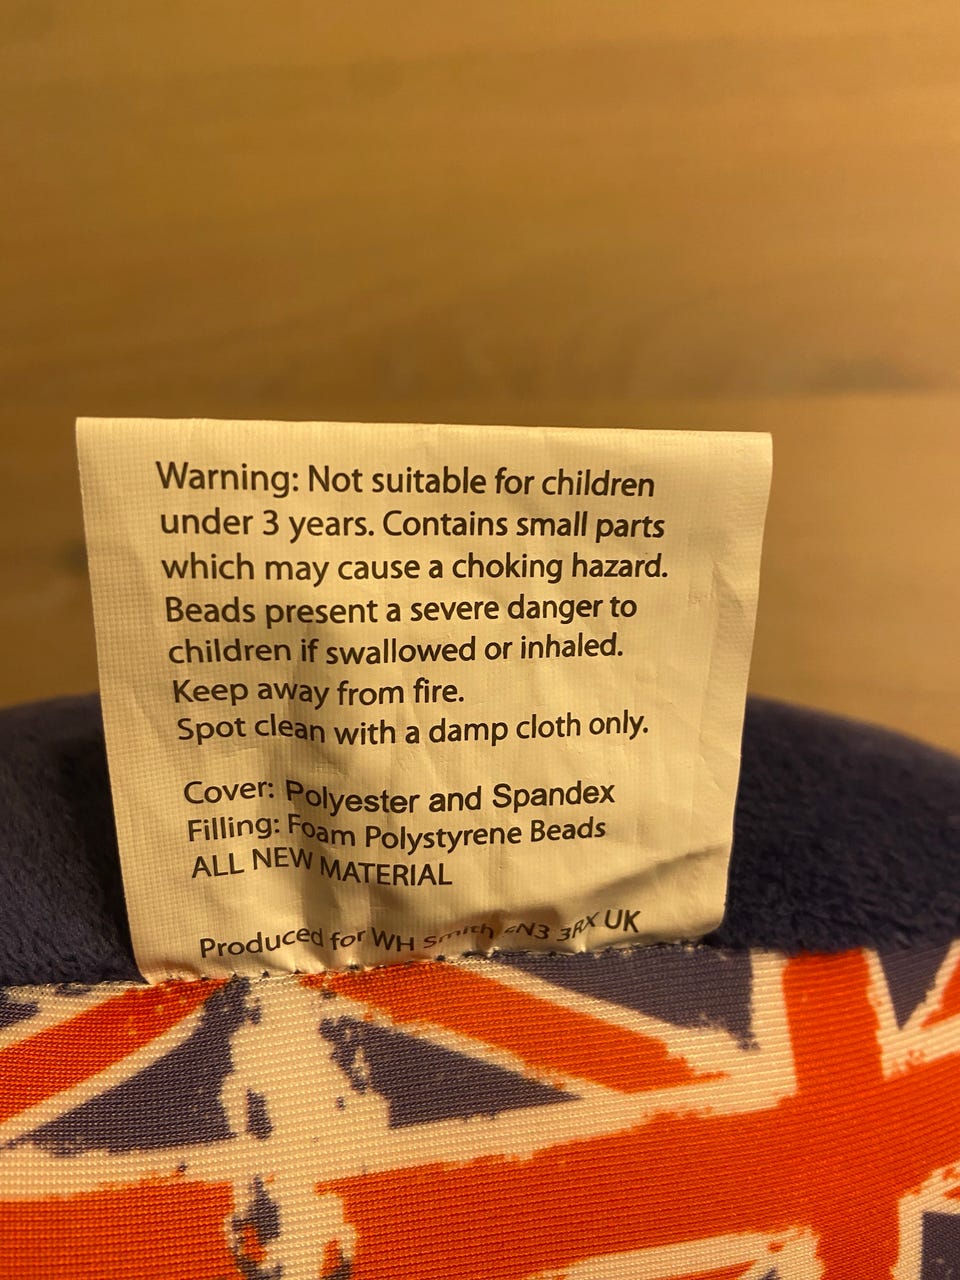 Warning: Not suitable for children
under 3 years. Contains small parts
which may cause a choking hazard.
Beads present a severe danger to
children if swallowed or inhaled.
Keep away from fire.
Spot clean with a damp cloth only.
Cover: Polyester and Spandex
Filling: Foam Polystyrene Beads
ALL NEW MATERIAL
Produced for WH Smith 3RX UK